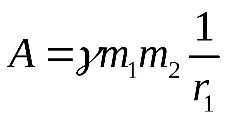 A = γm₁m₂ 1/r₁